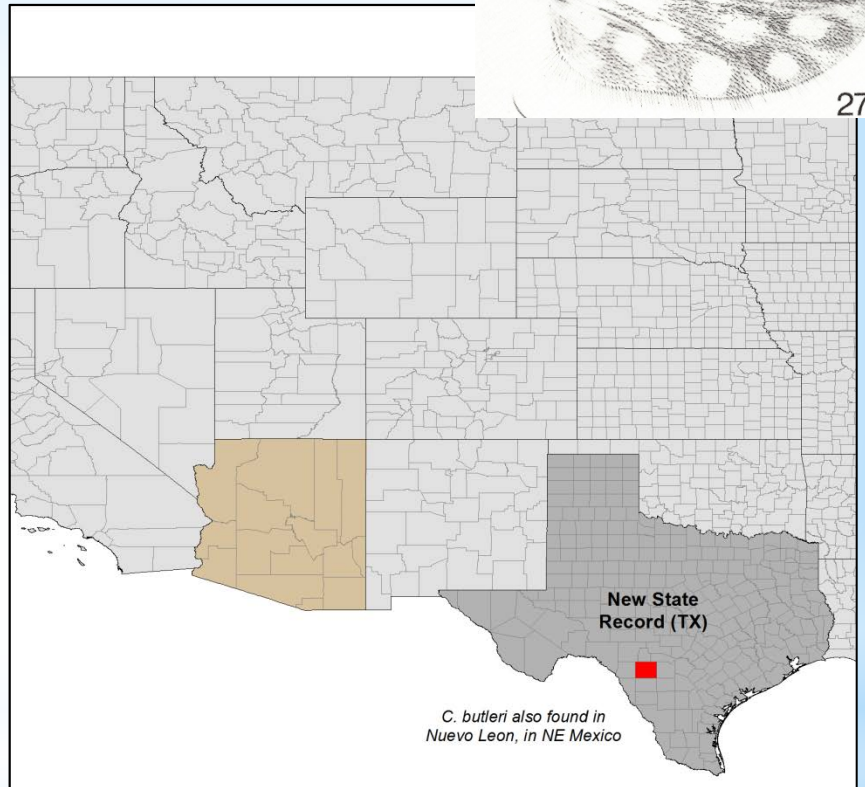 27
New State
Record (TX)
C. butleri also found in
Nuevo Leon, in NE Mexico